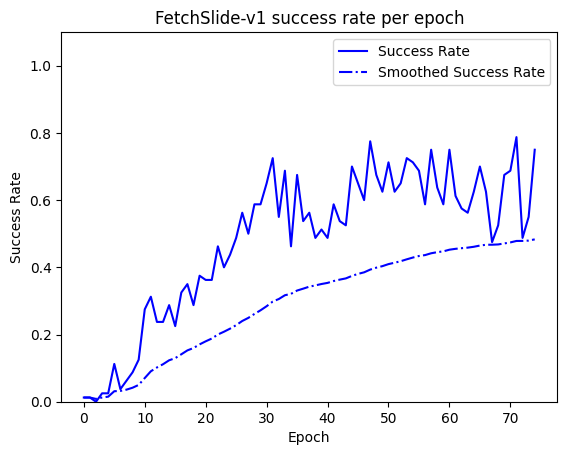 FetchSlide-v1 success rate per epoch
Success Rate
Smoothed Success Rate
1.0
0.8
0.6
0.4
0.2
0.0
Success Rate
0 10 20 30 40 50 60 70
Epoch